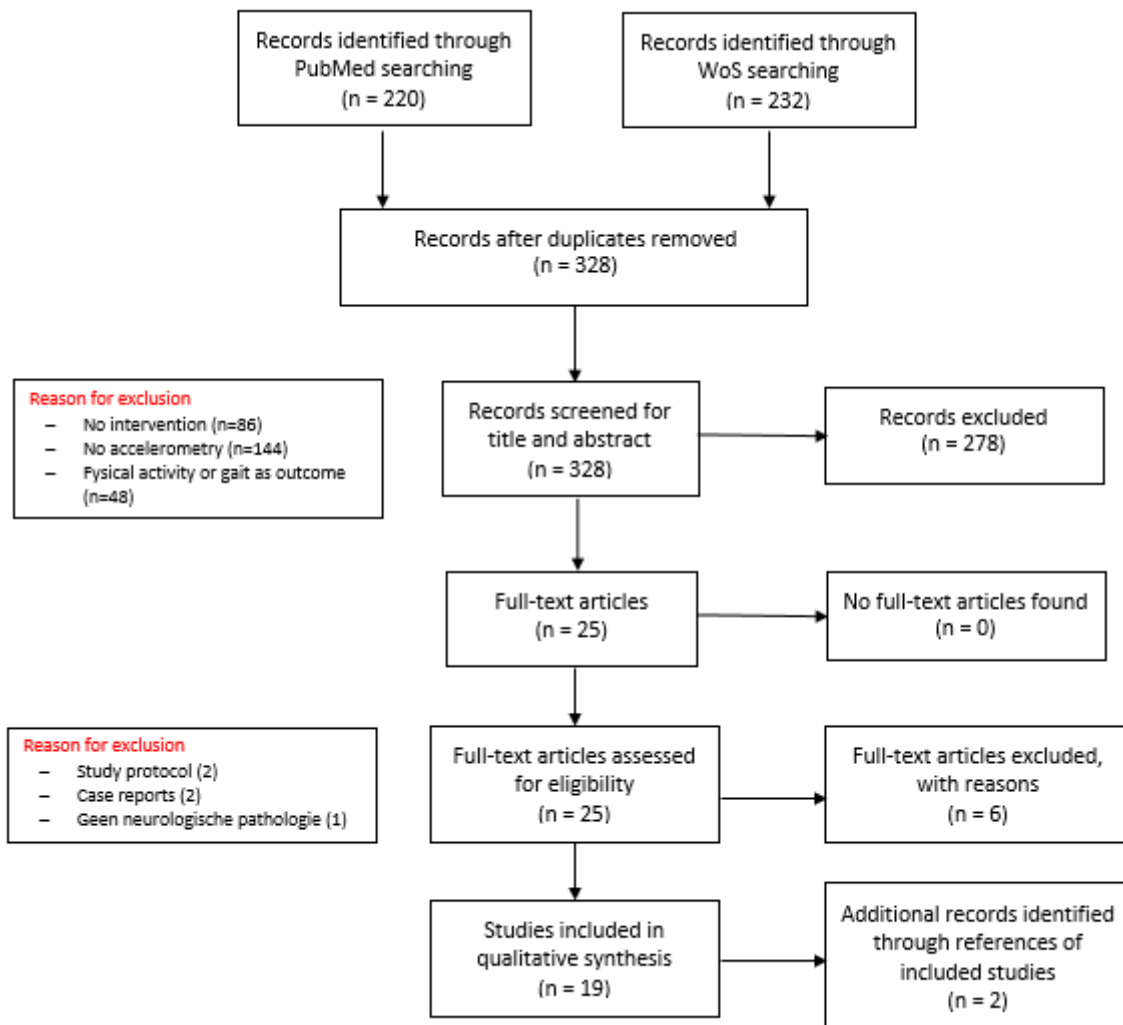 Records identified through
PubMed searching
(n = 220)
Records identified through
WoS searching
(n = 232)
Records after duplicates removed
(n = 328)
Reason for exclusion
– No intervention (n=86)
– No accelerometry (n=144)
– Fysical activity or gait as outcome
(n=48)
Records screened for
title and abstract
(n = 328)
Records excluded
(n = 278)
Full-text articles
(n = 25)
No full-text articles found
(n = 0)
Reason for exclusion
– Study protocol (2)
– Case reports (2)
– Geen neurologische pathologie (1)
Full-text articles assessed
for eligibility
(n = 25)
Full-text articles excluded,
with reasons
(n = 6)
Studies included in
qualitative synthesis
(n = 19)
Additional records identified
through references of
included studies
(n = 2)